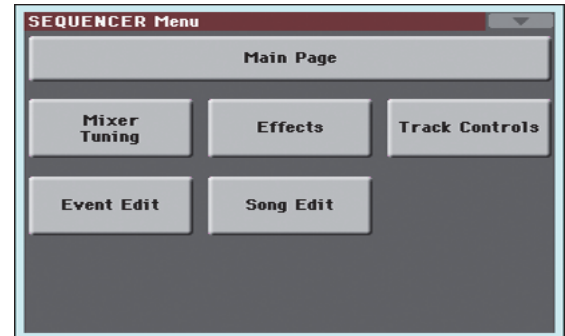 SEQUENCER Menu
Main Page
Mixer
Tuning
Effects
Track Controls
Event Edit
Song Edit